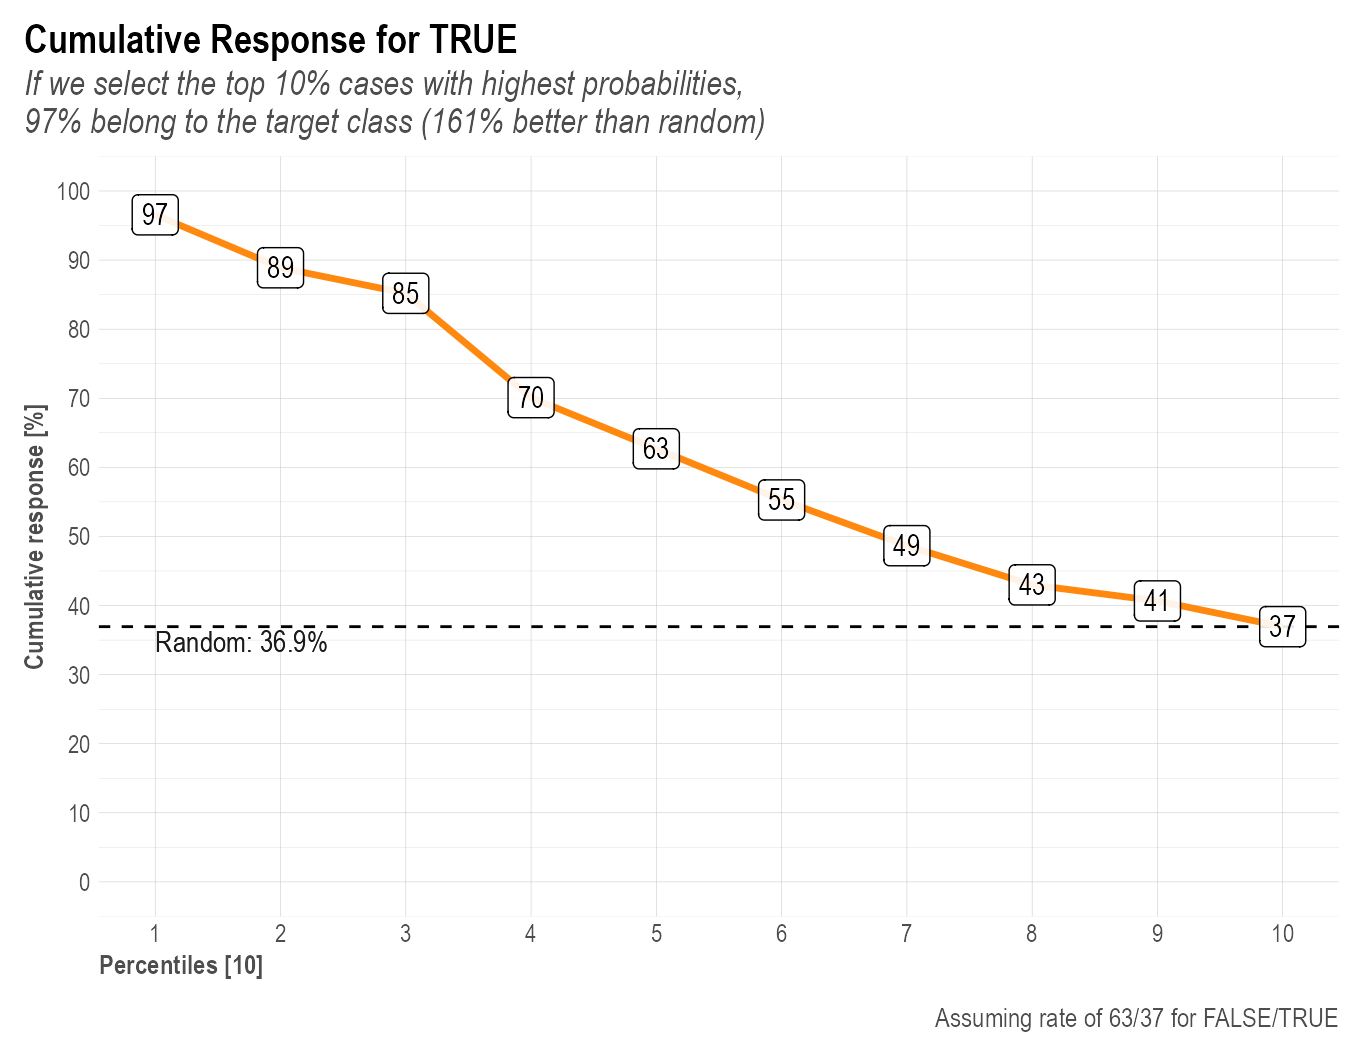 Cumulative Response for TRUE
If we select the top 10% cases with highest probabilities,
97% belong to the target class (161% better than random)
Cumulative response [%]
100
90
80
70
60
50
40
30
20
10
0
97
89
85
70
63
55
49
43
41
37
Random: 36.9%
1 2 3 4 5 6 7 8 9 10
Percentiles [10]
Assuming rate of 63/37 for FALSE/TRUE